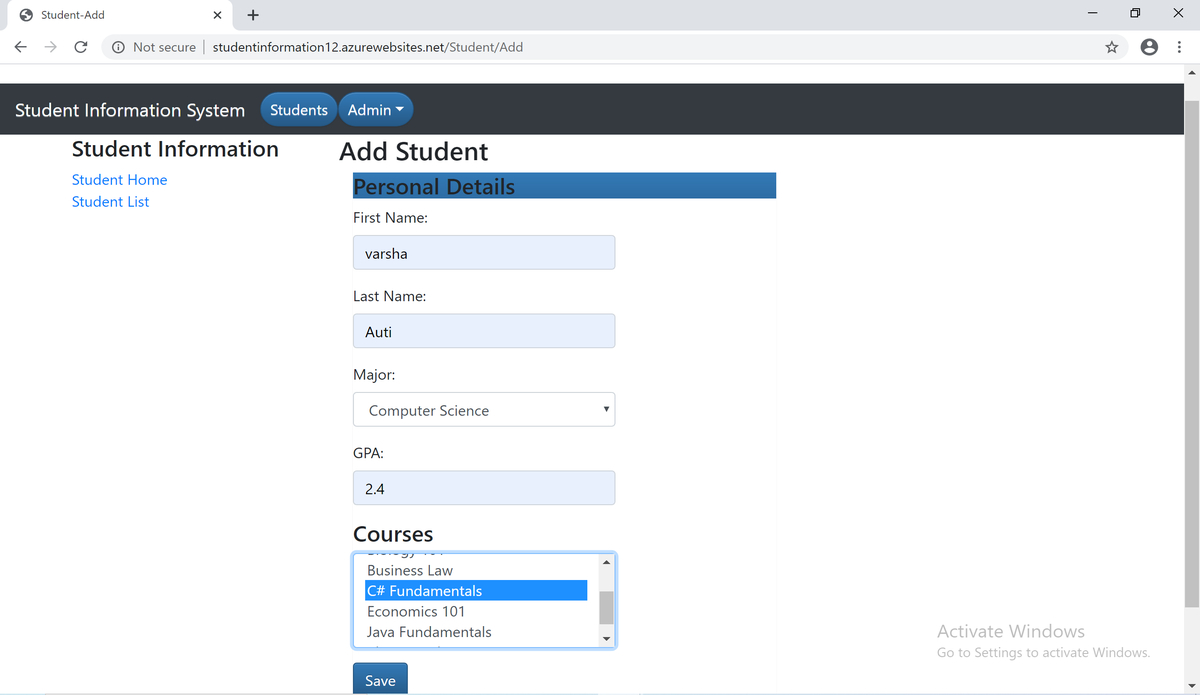 Student-Add
Not secure studentinformation12.azurewebsites.net/Student/Add
Student Information System Students Admin
Student Information
Student Home
Student List
Add Student
Personal Details
First Name:
varsha
Last Name:
Auti
Major:
Computer Science
GPA:
2.4
Courses
Business Law
C# Fundamentals
Economics 101
Java Fundamentals
Save
Activate Windows
Go to Settings to activate Windows.